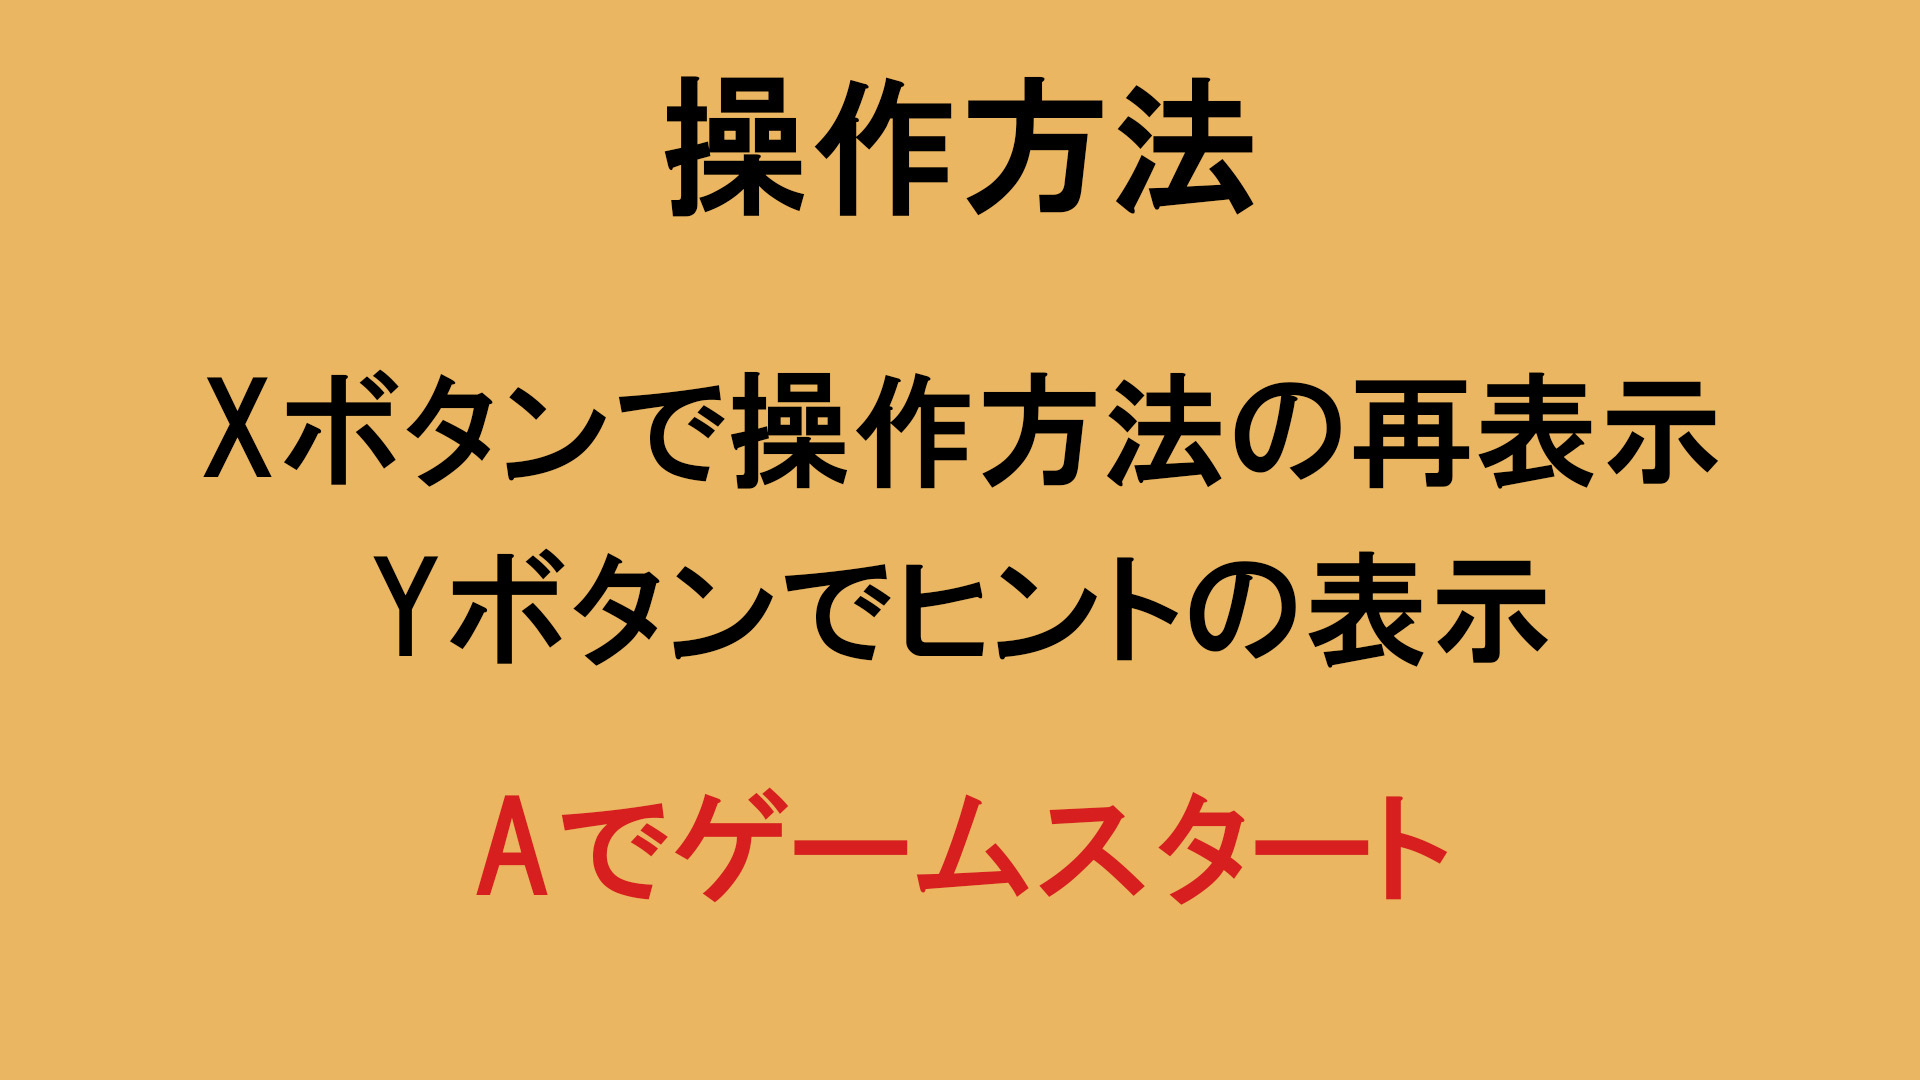 操作方法
Xボタンで操作方法の再表示
Yボタンでヒントの表示
Aでゲームスタート